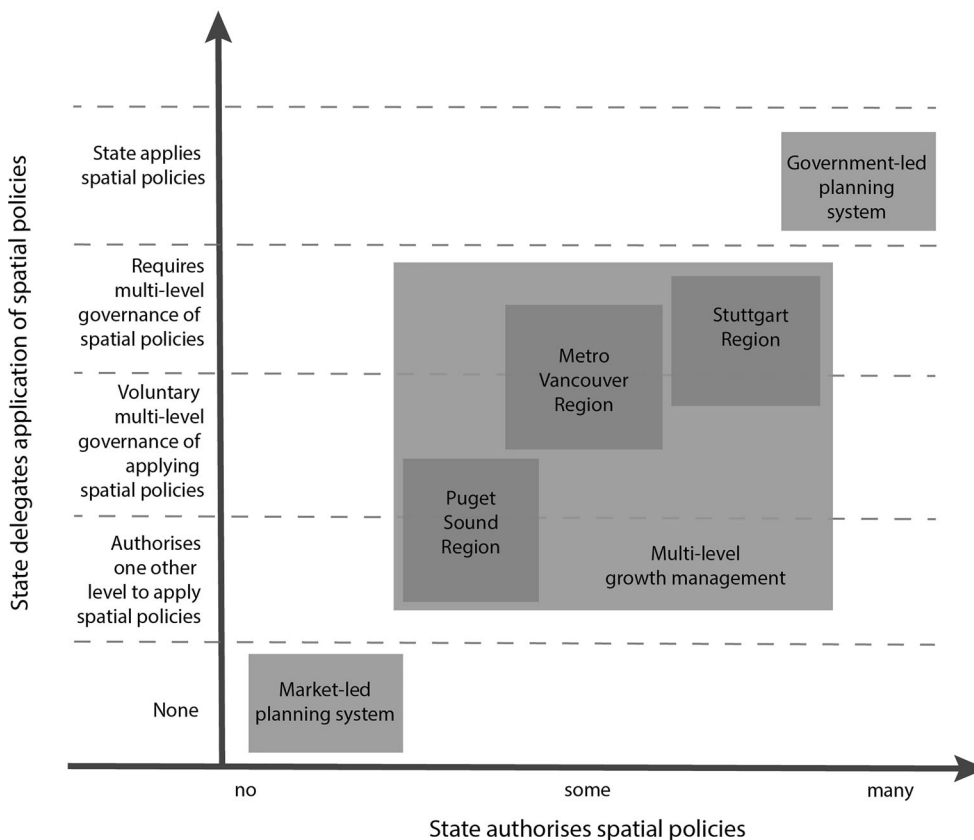 State delegates application of spatial policies
State applies
spatial policies
Requires
multi-level
governance of
spatial policies
Voluntary
multi-level
governance of
applying
spatial policies
Authorises
one other
level to apply
spatial policies
None
Government-led
planning
system
Stuttgart
Region
Metro
Vancouver
Region
Puget
Sound
Region
Multi-level
growth management
Market-led
planning system
no
some
many
State authorises spatial policies